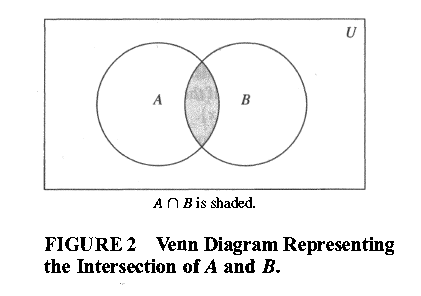 U
A B
A ∩ B is shaded.
FIGURE 2 Venn Diagram Representing
the Intersection of A and B.